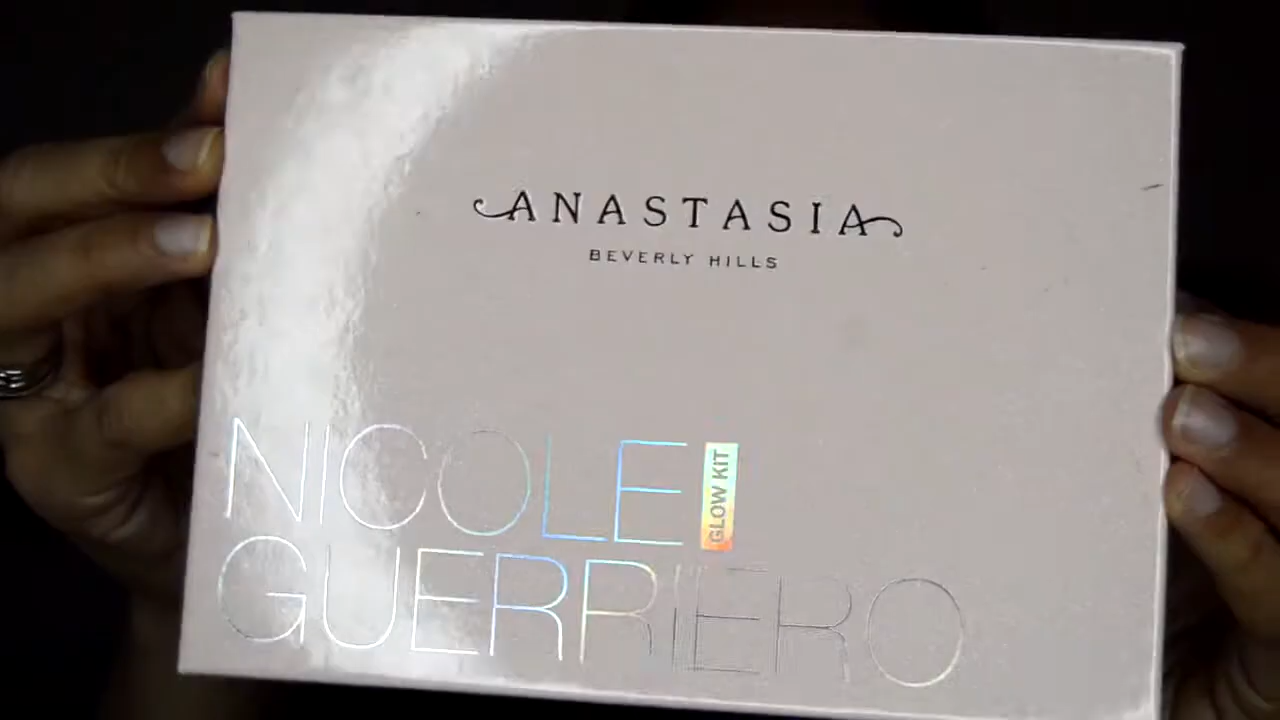 ANASTASIA
BEVERLY HILLS
NICOLE
GLOW KIT
GUERRIERO